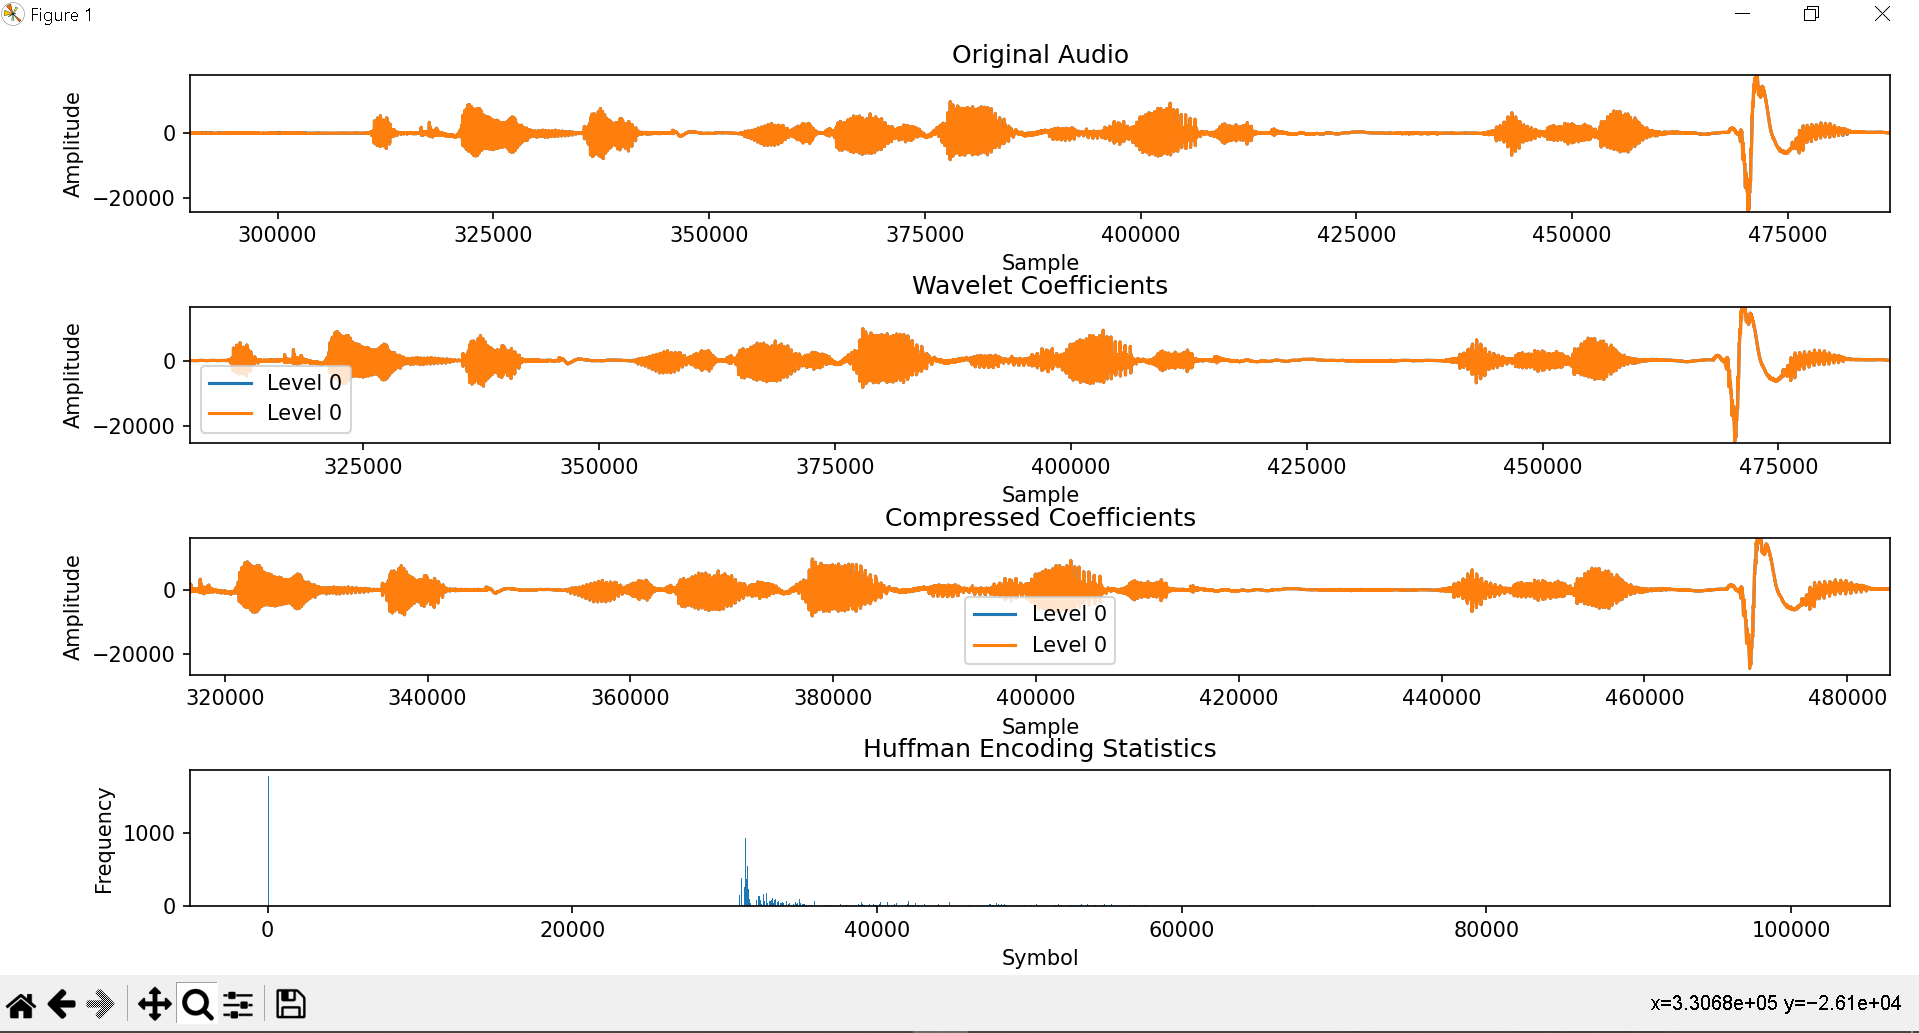 Figure 1
Original Audio
Amplitude
0
−20000
300000 325000 350000 375000 400000 425000 450000 475000
Sample
Wavelet Coefficients
Amplitude
0
−20000
Level 0
Level 0
325000 350000 375000 400000 425000 450000 475000
Sample
Compressed Coefficients
Amplitude
0
−20000
Level 0
Level 0
320000 340000 360000 380000 400000 420000 440000 460000 480000
Sample
Huffman Encoding Statistics
Frequency
1000
0
0 20000 40000 60000 80000 100000
Symbol
x=3.3068e+05 y=−2.61e+04